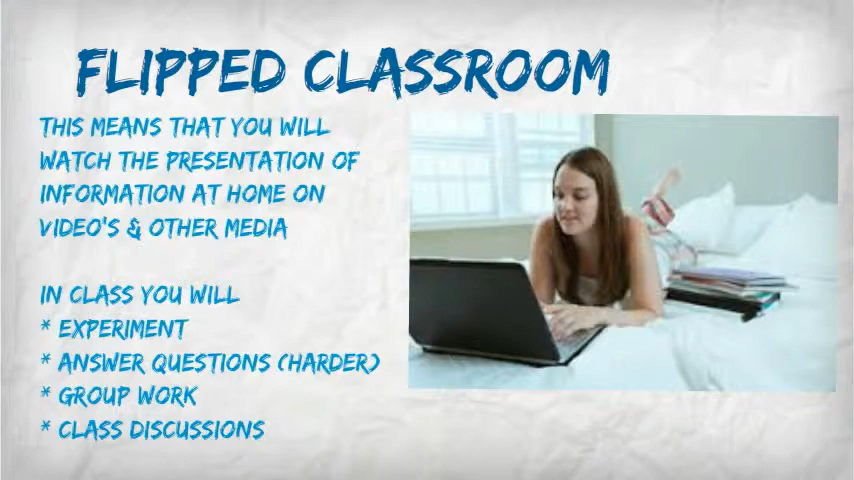 FLIPPED CLASSROOM
THIS MEANS THAT YOU WILL
WATCH THE PRESENTATION OF
INFORMATION AT HOME ON
VIDEO'S & OTHER MEDIA
IN CLASS YOU WILL
* EXPERIMENT
* ANSWER QUESTIONS (HARDER)
* GROUP WORK
* CLASS DISCUSSIONS